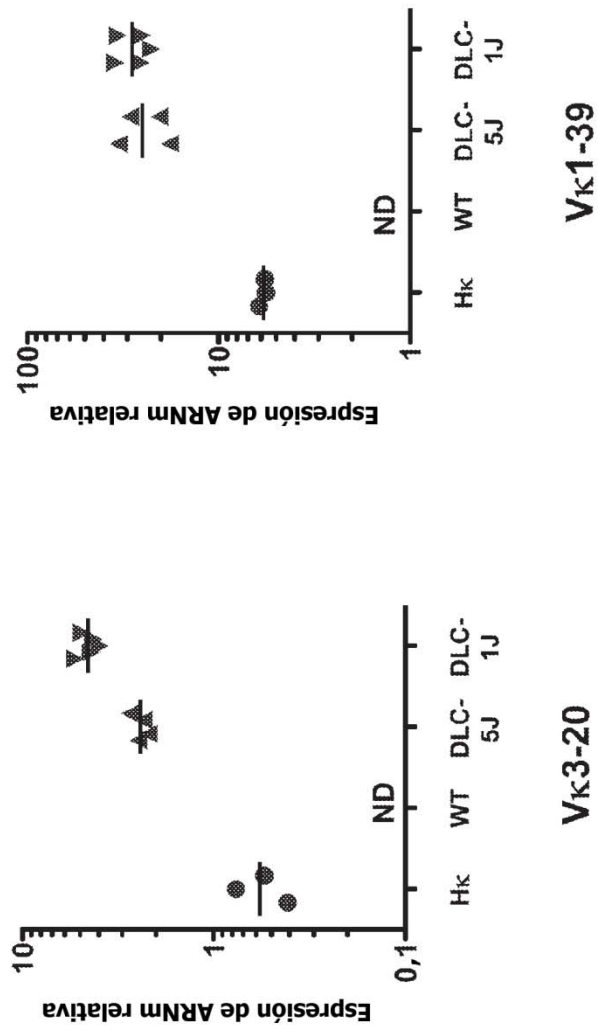 Espresión de ARNm relativa
10
1
0,1
ND
Hκ
WT
DLC-
5J
DLC-
1J
Vκ3-20
Espresión de ARNm relativa
100
10
1
ND
Hκ
WT
DLC-
5J
DLC-
1J
Vκ1-39